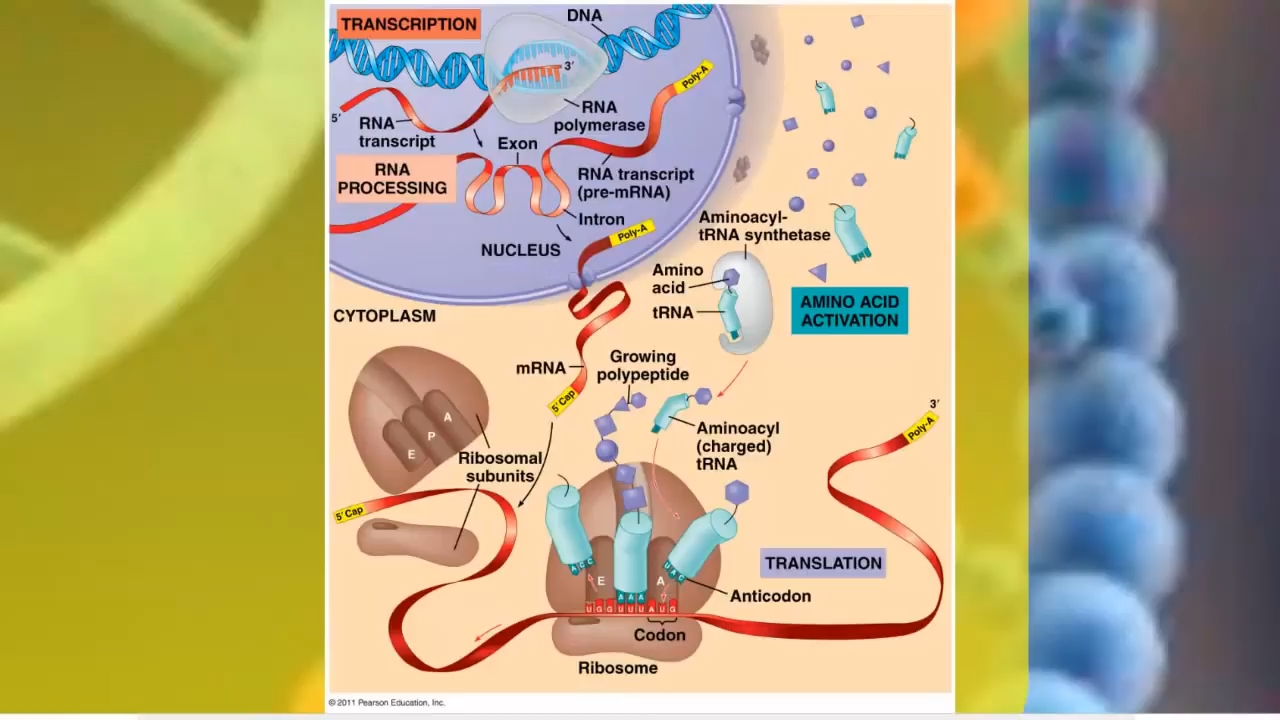 TRANSCRIPTION
DNA
3'
5'
RNA
transcript
RNA
polymerase
Poly-A
Exon
RNA
PROCESSING
RNA transcript
(pre-mRNA)
Intron
NUCLEUS
Poly-A
Aminoacyl-
tRNA synthetase
Amino
acid
tRNA
AMINO ACID
ACTIVATION
CYTOPLASM
mRNA
Growing
polypeptide
5' Cap
3'
Poly-A
A
P
E
Aminoacyl
(charged)
tRNA
Ribosomal
subunits
5' Cap
TRANSLATION
A C C
U A C
E
A
Anticodon
A A A
U G G U U U A U G
Codon
Ribosome
© 2011 Pearson Education, Inc.